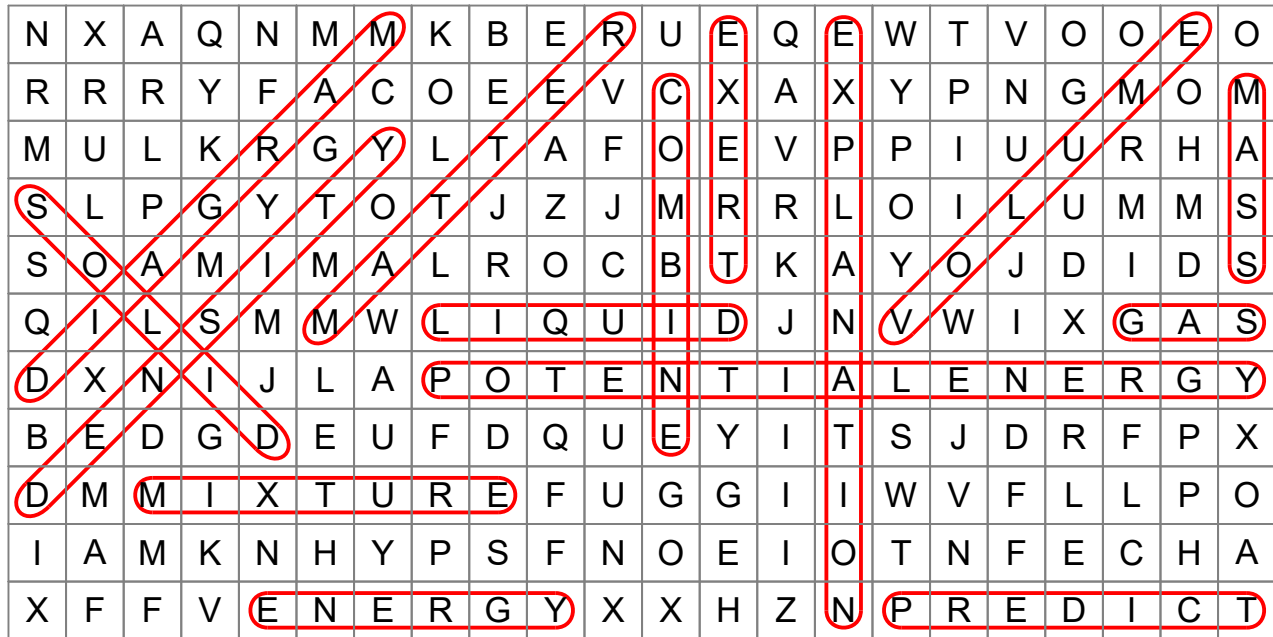 N X A Q N M M K B E R U E Q E W T V O O E O
R R R Y F A C O E E V C X A X Y P N G M O M
M U L K R G Y L T A F O E V P P I U U R H A
S L P G Y T O T J Z J M R R L O I L U M M S
S O A M I M A L R O C B T K A Y O J D I D S
Q I L S M M W L I Q U I D J N V W I X G A S
D X N I J L A P O T E N T I A L E N E R G Y
B E D G D E U F D Q U E Y I T S J D R F P X
D M M I X T U R E F U G G I I W V F L L P O
I A M K N H Y P S F N O E I O T N F E C H A
X F F V E N E R G Y X X H Z N P R E D I C T